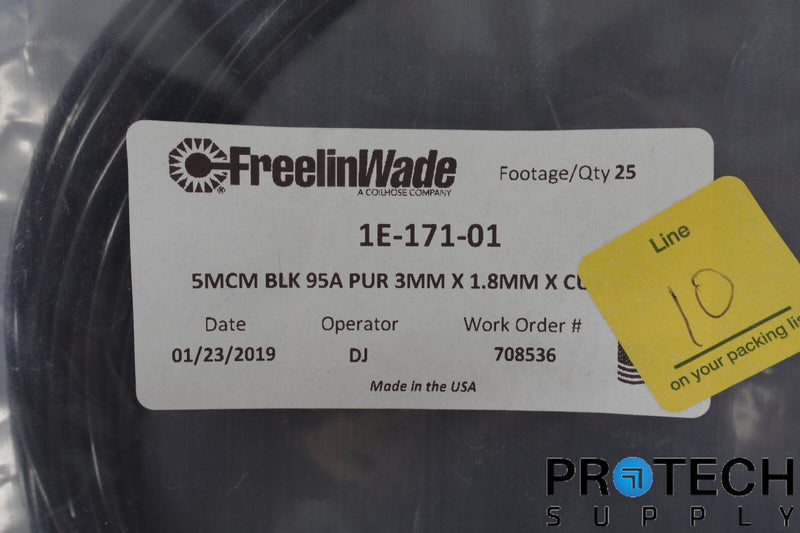 FreelinWade
®
A COILHOSE COMPANY
Footage/Qty 25
1E-171-01
5MCM BLK 95A PUR 3MM X 1.8MM X
Date Operator Work Order #
01/23/2019 DJ 708536
Made in the USA
Line
10
on your packing
PROTECH
SUPPLY